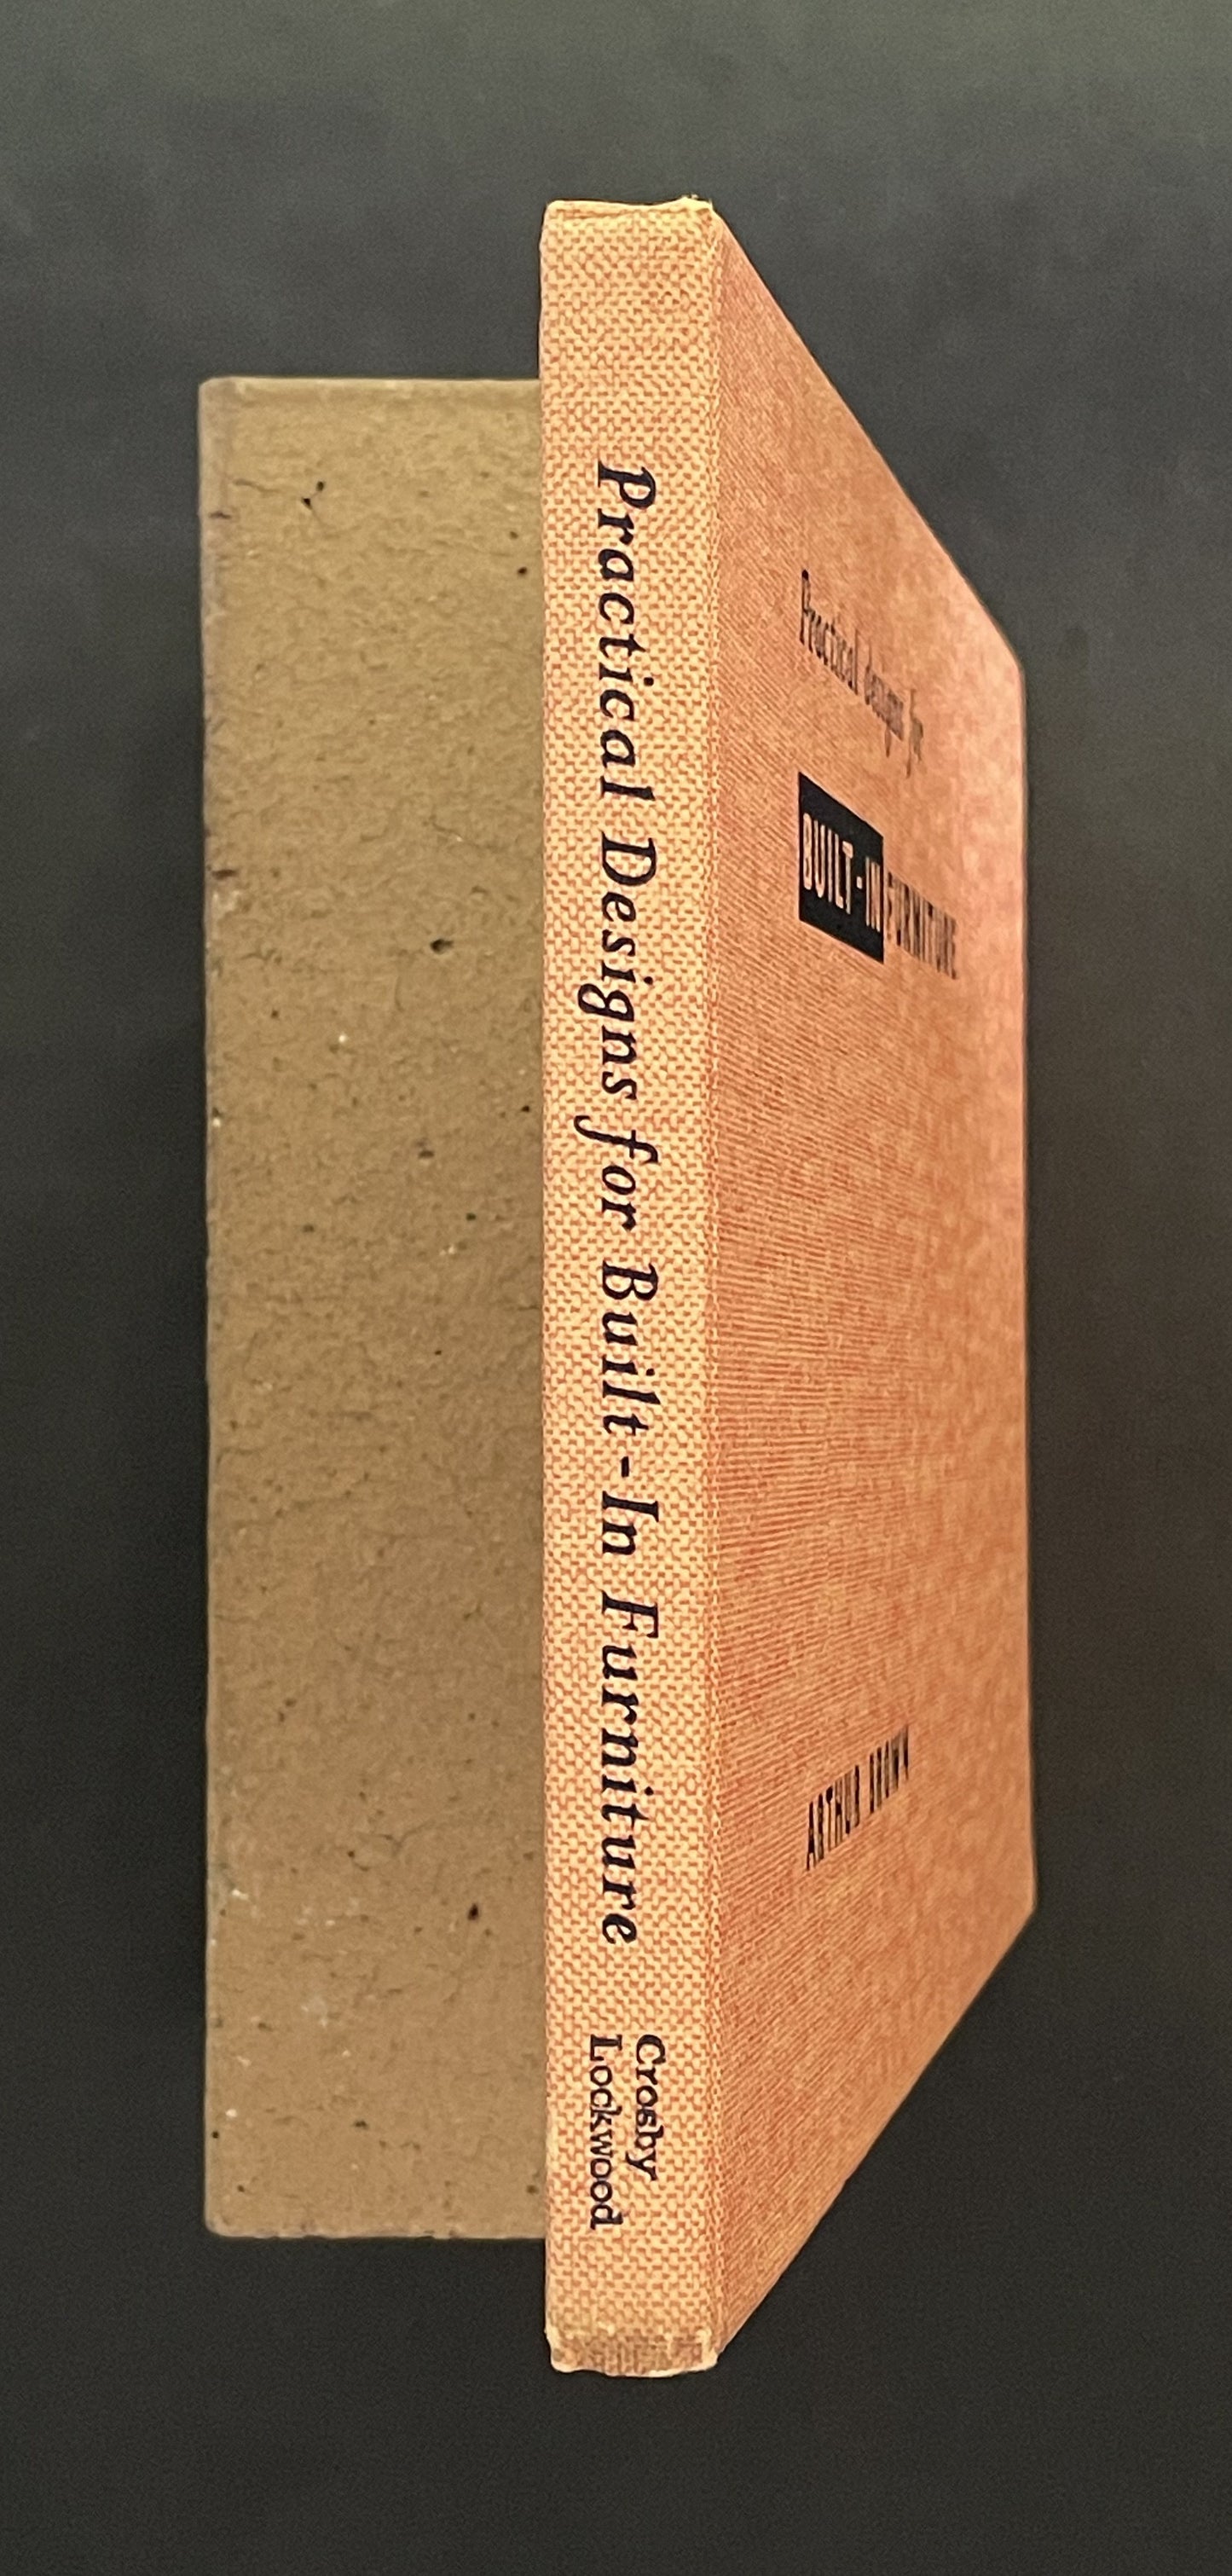 Practical Designs for Built-In Furniture
Crosby
Lockwood
Practical designs for
BUILT-IN FURNITURE
ARTHUR BROWN